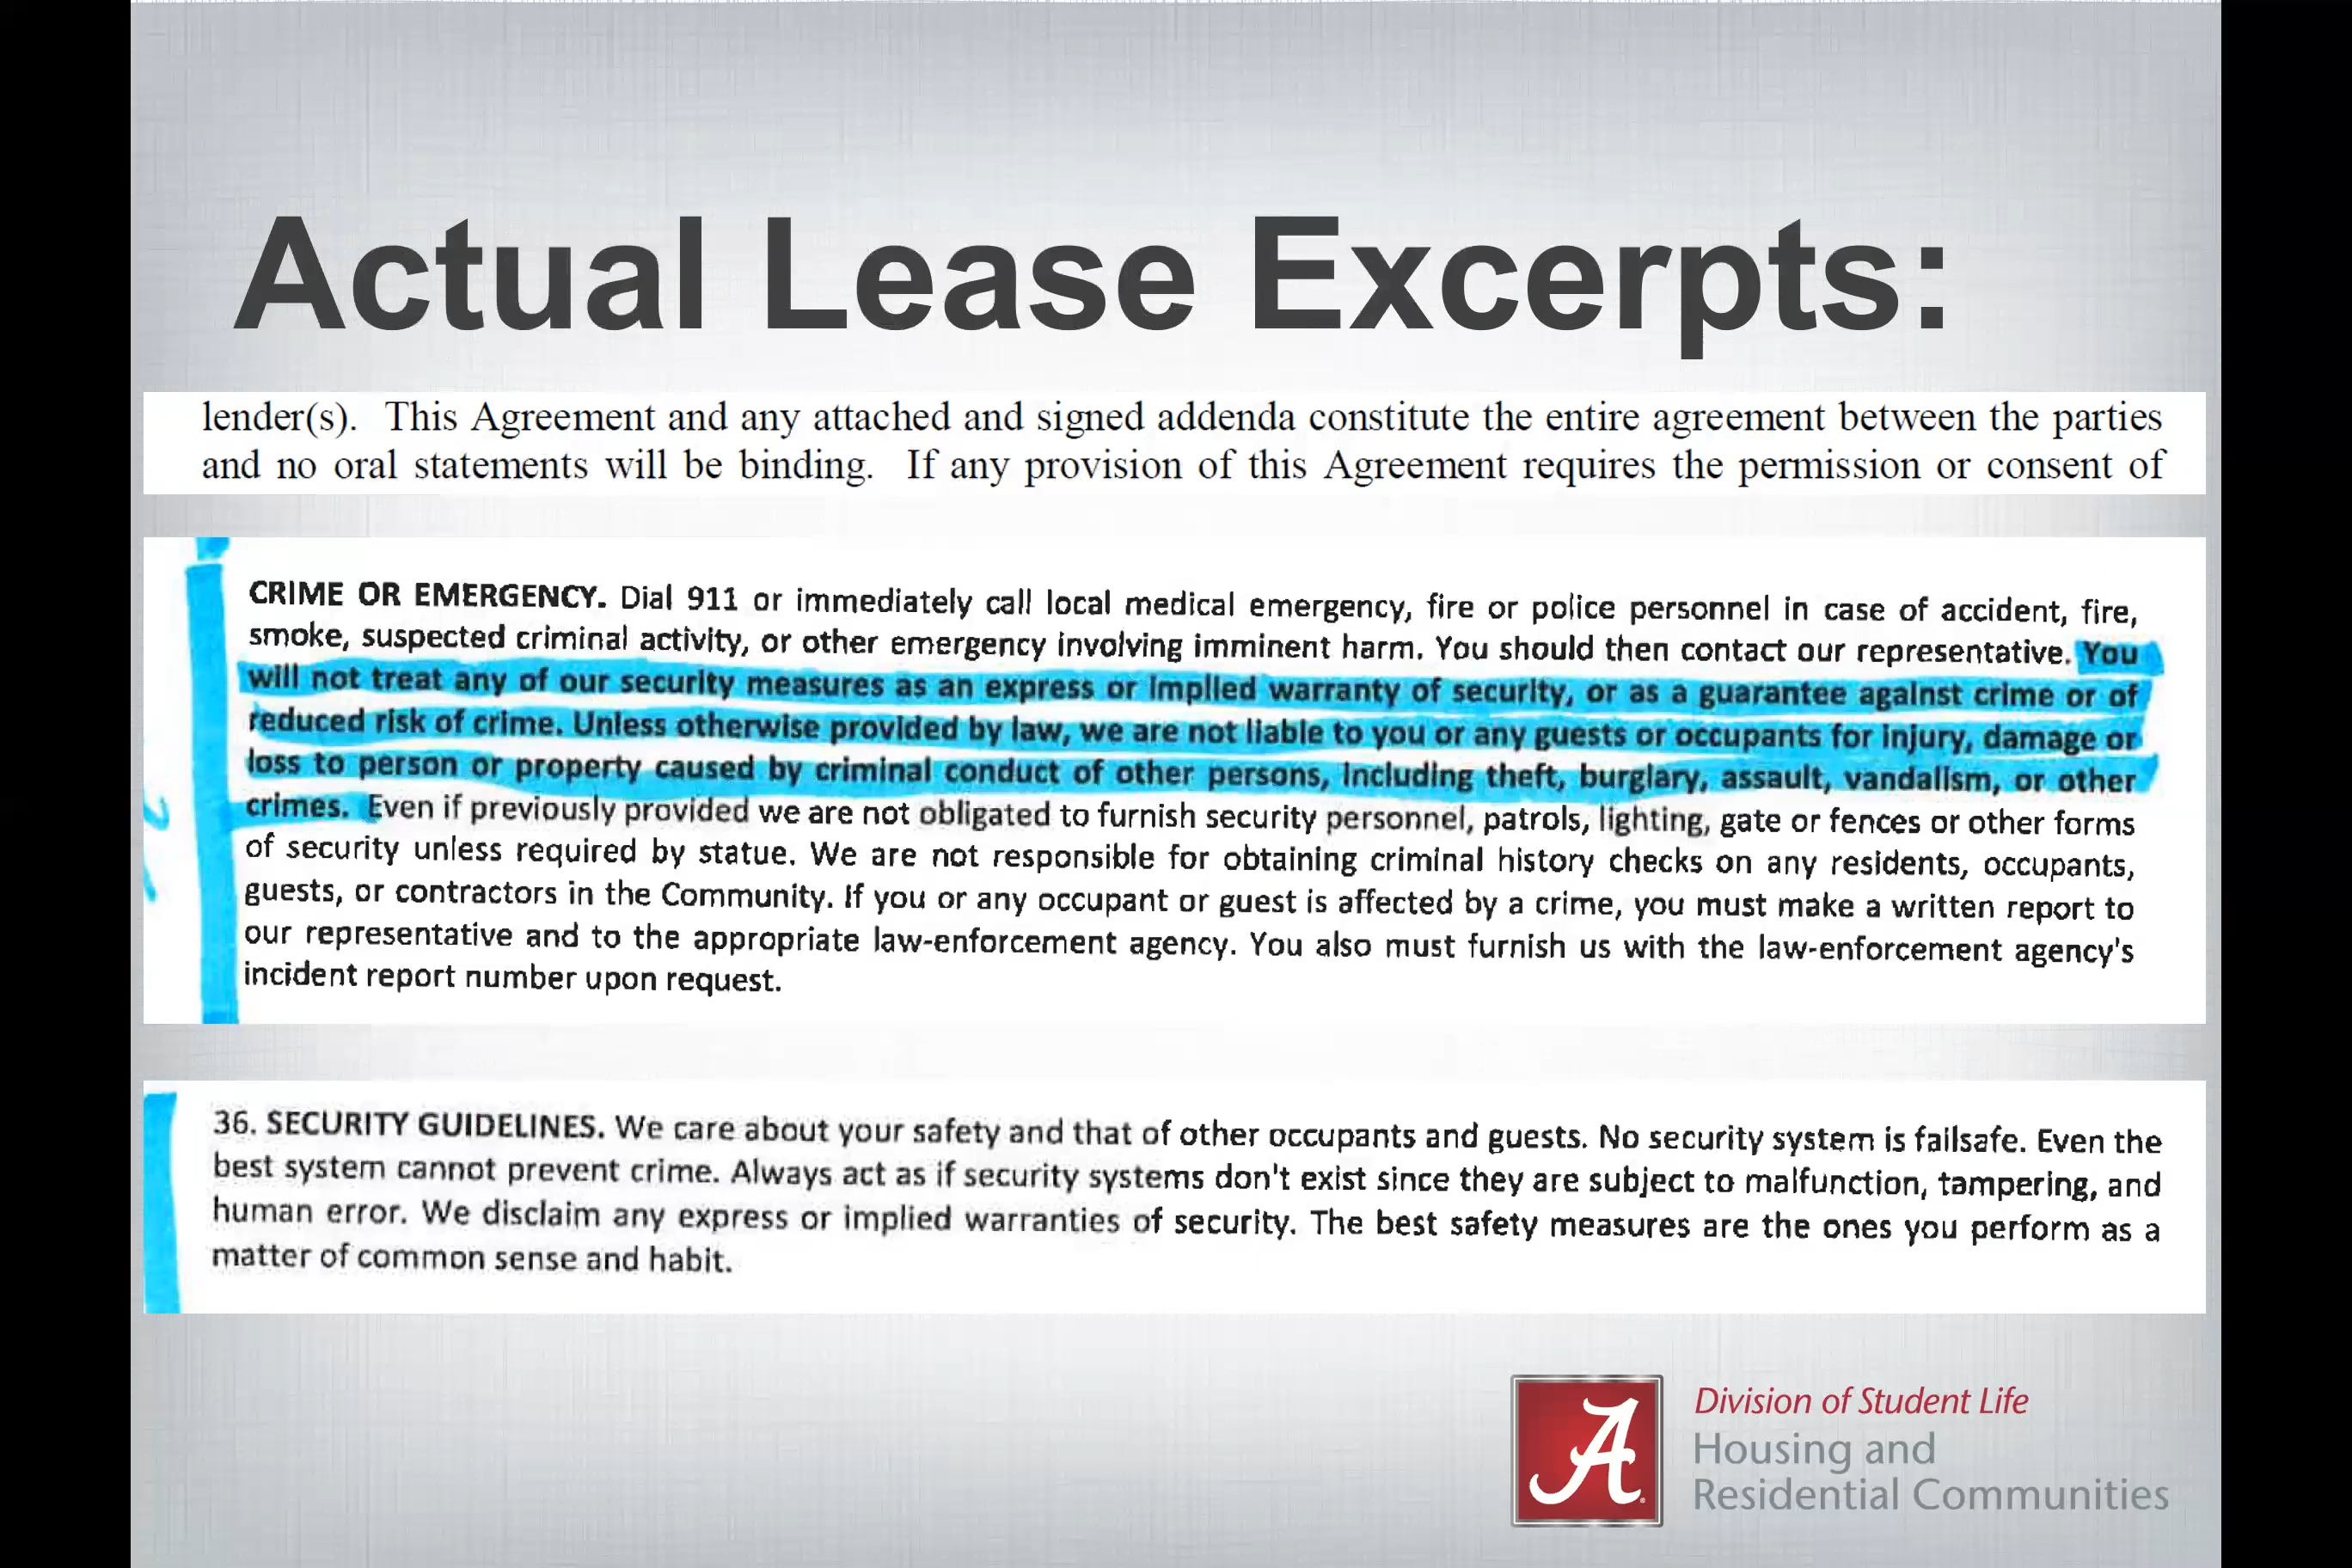 Actual Lease Excerpts:
lender(s). This Agreement and any attached and signed addenda constitute the entire agreement between the parties
and no oral statements will be binding. If any provision of this Agreement requires the permission or consent of
CRIME OR EMERGENCY. Dial 911 or immediately call local medical emergency, fire or police personnel in case of accident, fire,
smoke, suspected criminal activity, or other emergency involving imminent harm. You should then contact our representative. You
will not treat any of our security measures as an express or implied warranty of security, or as a guarantee against crime or of
reduced risk of crime. Unless otherwise provided by law, we are not liable to you or any guests or occupants for injury, damage or
loss to person or property caused by criminal conduct of other persons, including theft, burglary, assault, vandalism, or other
crimes. Even if previously provided we are not obligated to furnish security personnel, patrols, lighting, gate or fences or other forms
of security unless required by statue. We are not responsible for obtaining criminal history checks on any residents, occupants,
guests, or contractors in the Community. If you or any occupant or guest is affected by a crime, you must make a written report to
our representative and to the appropriate law-enforcement agency. You also must furnish us with the law-enforcement agency's
incident report number upon request.
36. SECURITY GUIDELINES. We care about your safety and that of other occupants and guests. No security system is failsafe. Even the
best system cannot prevent crime. Always act as if security systems don't exist since they are subject to malfunction, tampering, and
human error. We disclaim any express or implied warranties of security. The best safety measures are the ones you perform as a
matter of common sense and habit.
A
Division of Student Life
Housing and
Residential Communities